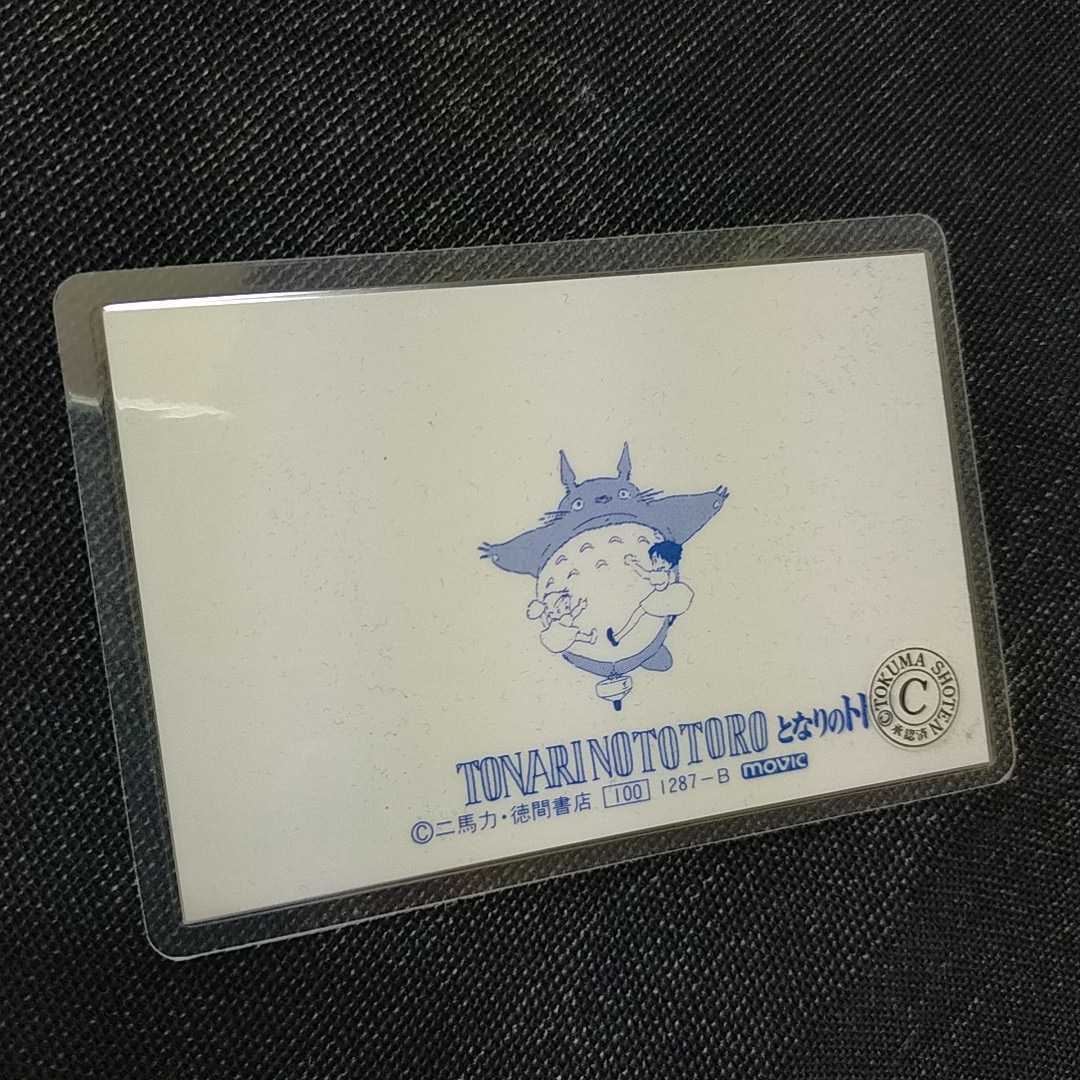 TONARI NO TOTORO となりのト
©二馬力・徳間書店 100 1287-B movic
©TOKUMA SHOTEN
C
承認済